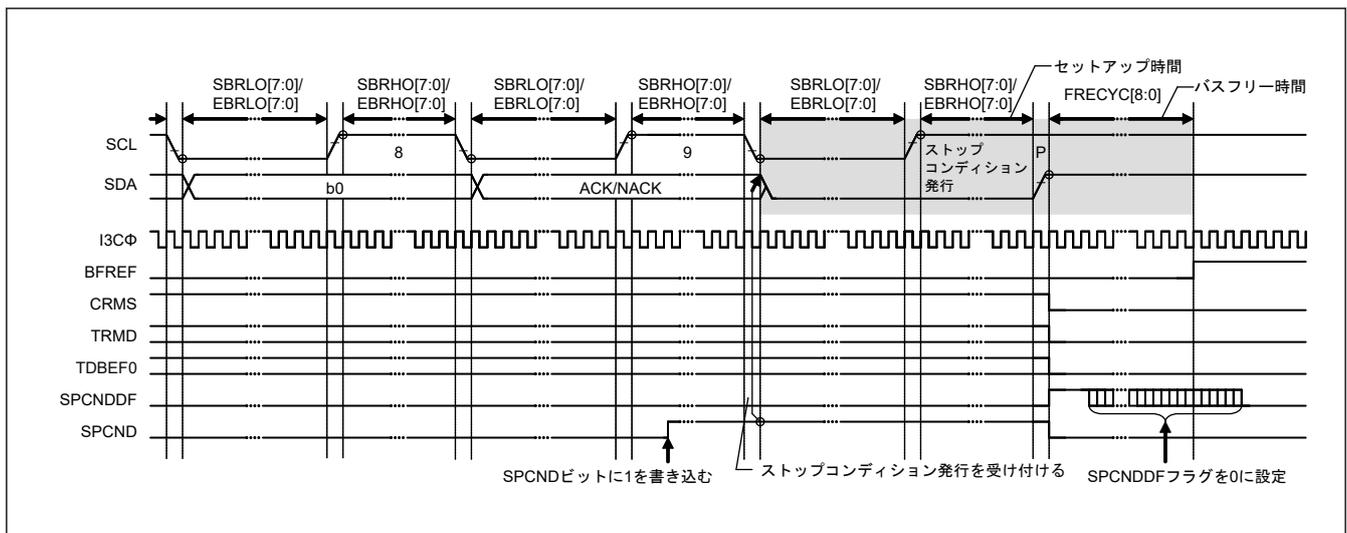 SBRLO[7:0]/
EBRLO[7:0]
SBRHO[7:0]/
EBRHO[7:0]
SBRLO[7:0]/
EBRLO[7:0]
SBRHO[7:0]/
EBRHO[7:0]
SBRLO[7:0]/
EBRLO[7:0]
SBRHO[7:0]/
EBRHO[7:0]
セットアップ時間
FRECYC[8:0]
バスフリー時間
SCL
8
9
ストップ
コンディション
発行
P
SDA
b0
ACK/NACK
I3CΦ
BFREF
CRMS
TRMD
TDBEF0
SPCNDDF
SPCND
SPCNDビットに1を書き込む
ストップコンディション発行を受け付ける
SPCNDDFフラグを0に設定